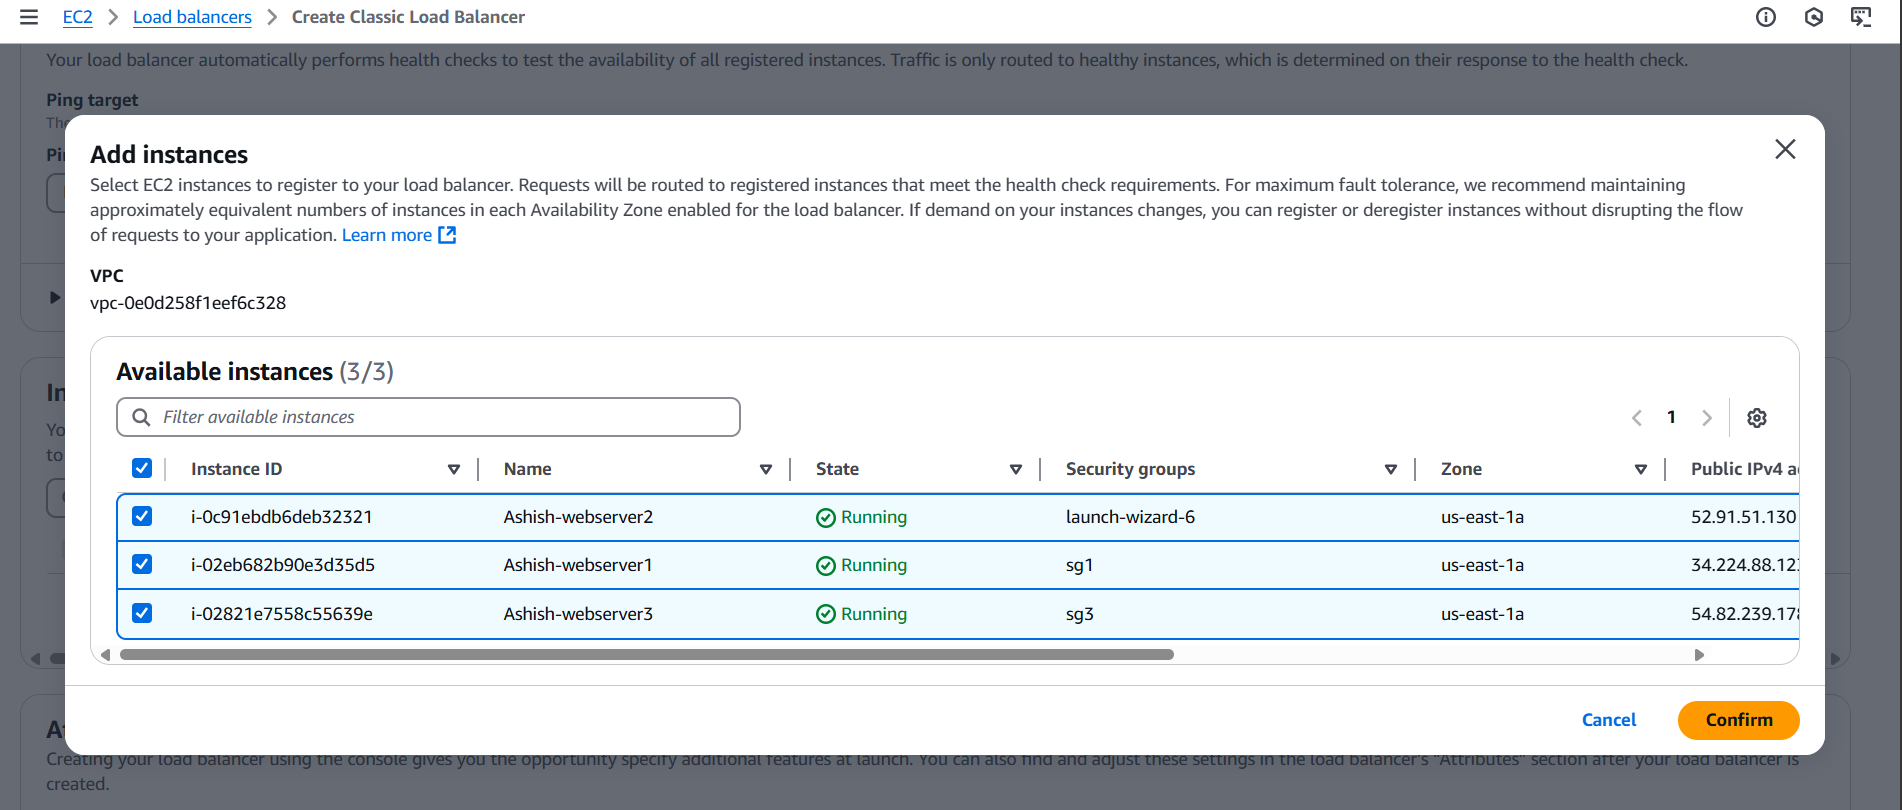 EC2 > Load balancers > Create Classic Load Balancer
Your load balancer automatically performs health checks to test the availability of all registered instances. Traffic is only routed to healthy instances, which is determined on their response to the health check.
Ping target
Add instances
Select EC2 instances to register to your load balancer. Requests will be routed to registered instances that meet the health check requirements. For maximum fault tolerance, we recommend maintaining
approximately equivalent numbers of instances in each Availability Zone enabled for the load balancer. If demand on your instances changes, you can register or deregister instances without disrupting the flow
of requests to your application. Learn more
VPC
vpc-0e0d258f1eef6c328
Available instances (3/3)
Filter available instances
1
Instance ID Name State Security groups Zone Public IPv4 a
i-0c91ebdb6deb32321 Ashish-webserver2 Running launch-wizard-6 us-east-1a 52.91.51.130
i-02eb682b90e3d35d5 Ashish-webserver1 Running sg1 us-east-1a 34.224.88.12
i-02821e7558c55639e Ashish-webserver3 Running sg3 us-east-1a 54.82.239.178
Cancel Confirm
Creating your load balancer using the console gives you the opportunity specify additional features at launch. You can also find and adjust these settings in the load balancer's "Attributes" section after your load balancer is
created.